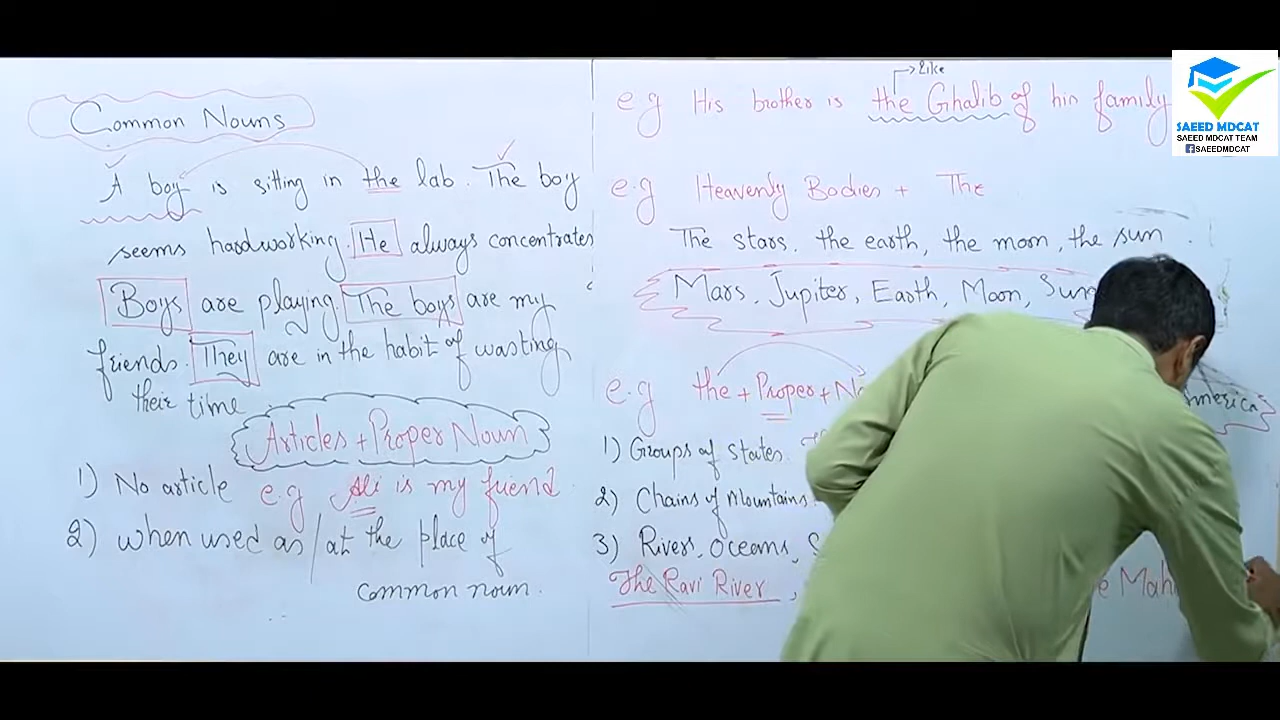 Common Nouns
A boy is sitting in the lab. The boy
seems hardworking. He always concentrates
Boys are playing. The boys are my
friends. They are in the habit of wasting
their time
Articles + Proper Noun
1) No article e.g Ali is my friend
2) when used as / at the place of
common noun.
like
e.g His brother is the Ghalib of his family
e.g Heavenly Bodies + The
The stars, the earth, the moon, the sun.
Mars, Jupiter, Earth, Moon, Sun
e.g the + Proper + No
1) Groups of states.
2) Chains of Mountains.
3) Rivers, Oceans, S
The Ravi River,
merica
e Mah
SAEED MDCAT
SAEED MDCAT TEAM
SAEEDMDCAT